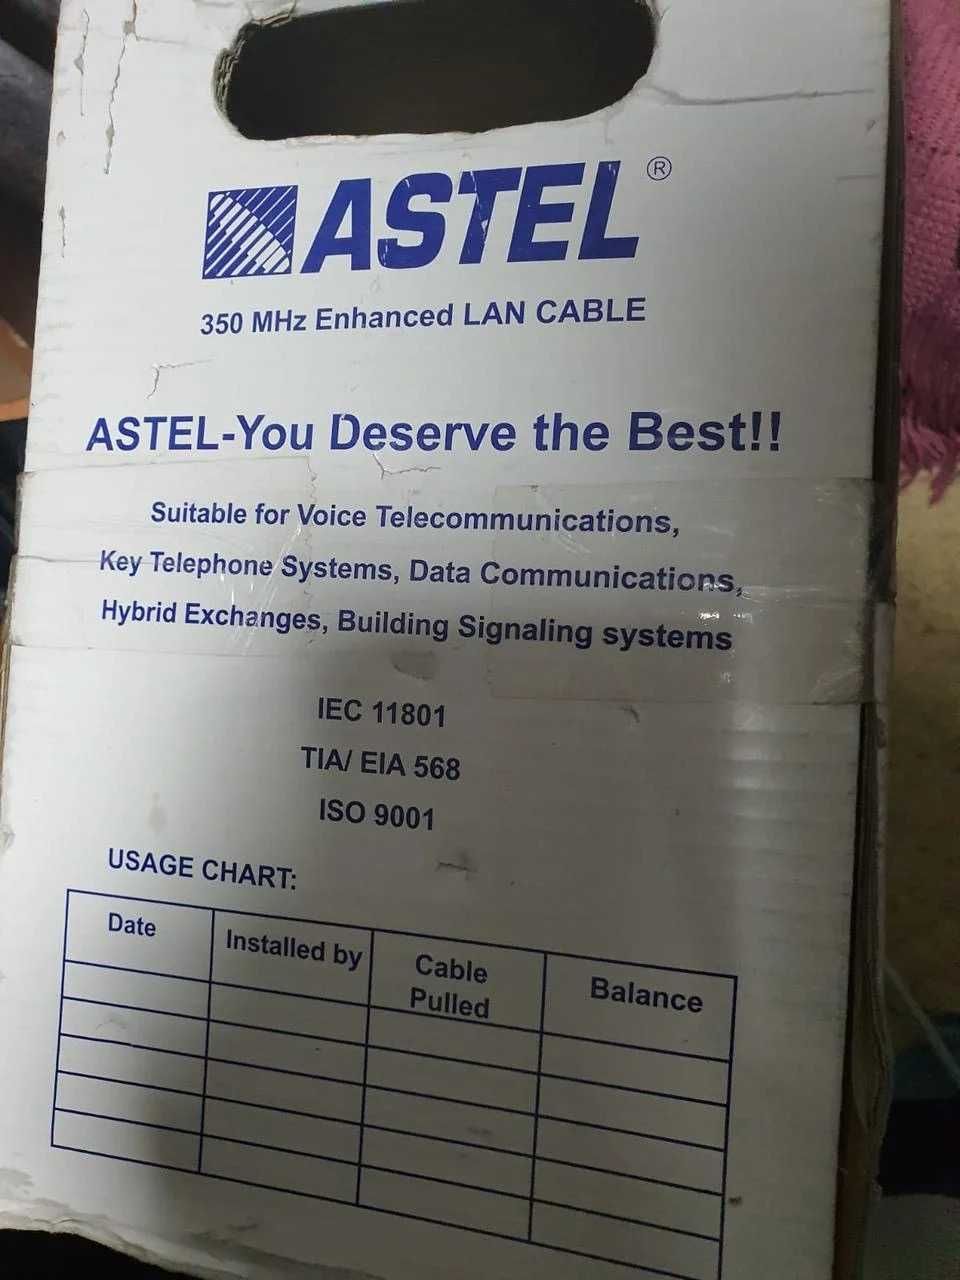 ASTEL®
350 MHz Enhanced LAN CABLE
ASTEL-You Deserve the Best!!
Suitable for Voice Telecommunications,
Key Telephone Systems, Data Communications,
Hybrid Exchanges, Building Signaling systems
IEC 11801
TIA/ EIA 568
ISO 9001
USAGE CHART:
Date Installed by Cable Pulled Balance